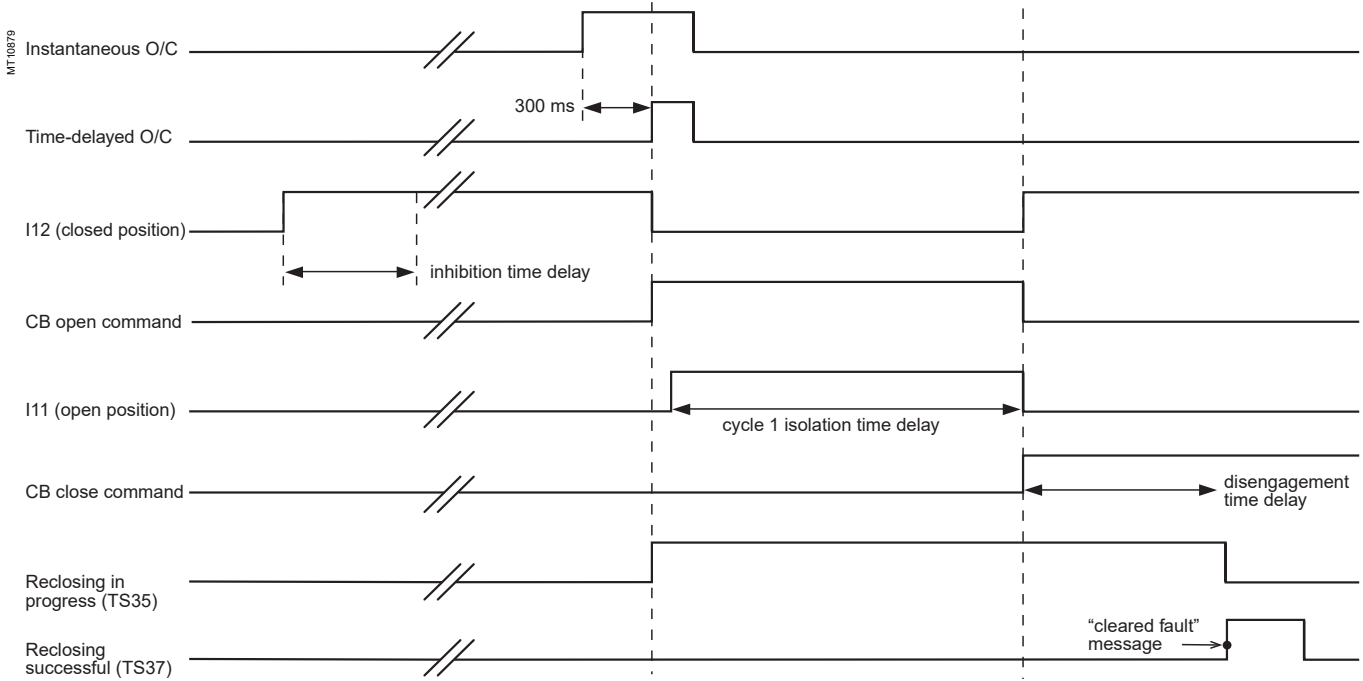 MT10879
Instantaneous O/C
300 ms
Time-delayed O/C
I12 (closed position)
inhibition time delay
CB open command
I11 (open position)
cycle 1 isolation time delay
CB close command
disengagement
time delay
Reclosing in
progress (TS35)
"cleared fault"
message
Reclosing
successful (TS37)